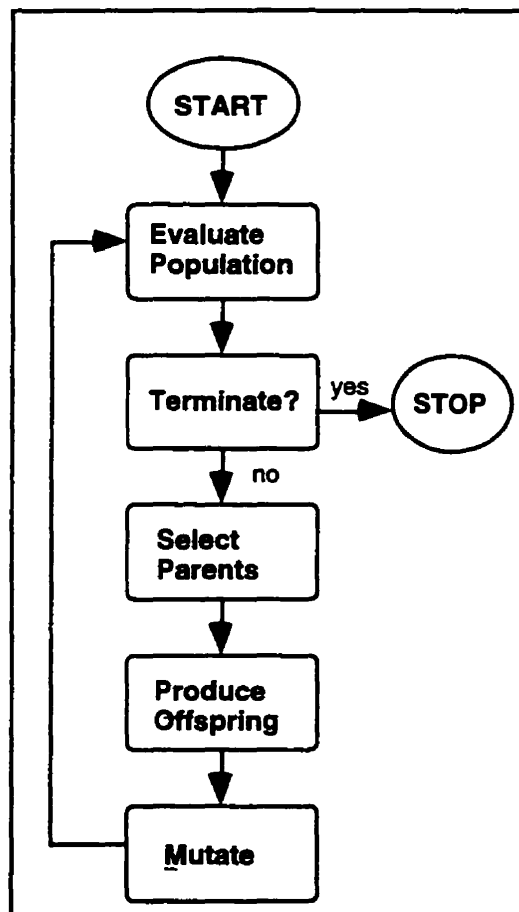 START
Evaluate
Population
Terminate?
yes
STOP
no
Select
Parents
Produce
Offspring
Mutate